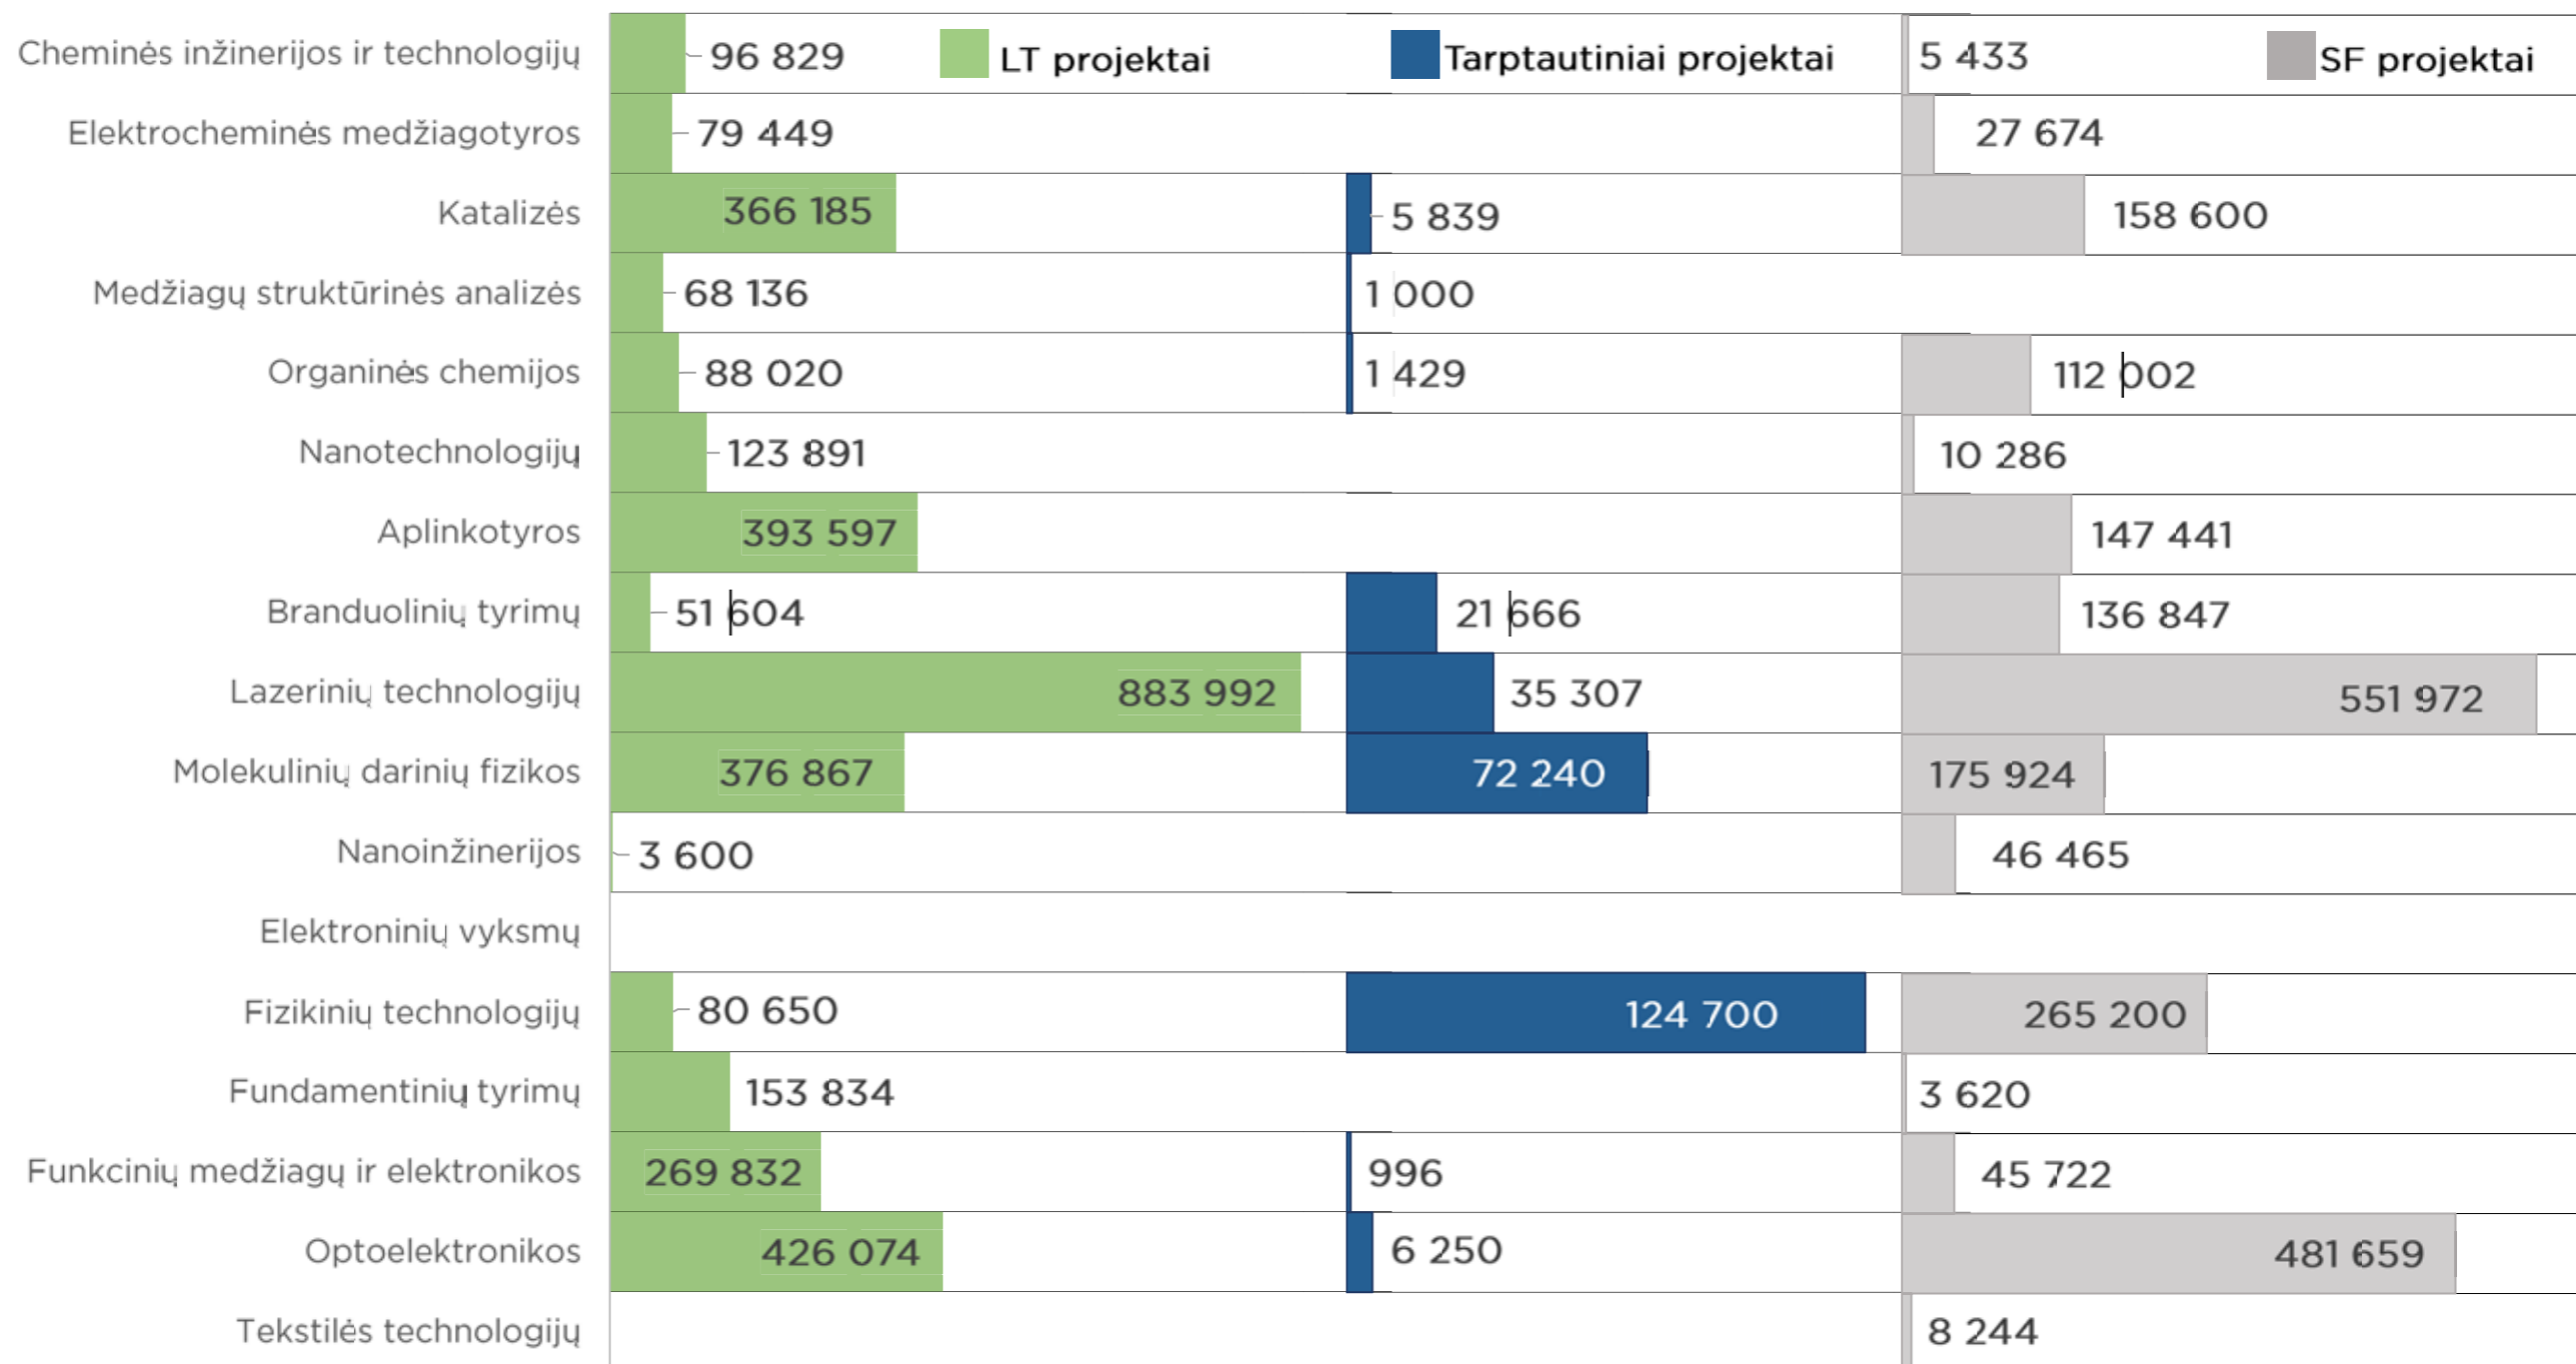 Cheminės inžinerijos ir technologijų 96 829 LT projektai Tarptautiniai projektai 5 433 SF projektai
Elektrocheminės medžiagotyros 79 449 27 674
Katalizės 366 185 5 839 158 600
Medžiagų struktūrinės analizės 68 136 1 000
Organinės chemijos 88 020 1 429 112 002
Nanotechnologijų 123 891 10 286
Aplinkotyros 393 597 147 441
Branduolinių tyrimų 51 604 21 666 136 847
Lazerinių technologijų 883 992 35 307 551 972
Molekulinių darinių fizikos 376 867 72 240 175 924
Nanoinžinerijos 3 600 46 465
Elektroninių vyksmų
Fizikinių technologijų 80 650 124 700 265 200
Fundamentinių tyrimų 153 834 3 620
Funkcinių medžiagų ir elektronikos 269 832 996 45 722
Optoelektronikos 426 074 6 250 481 659
Tekstilės technologijų 8 244